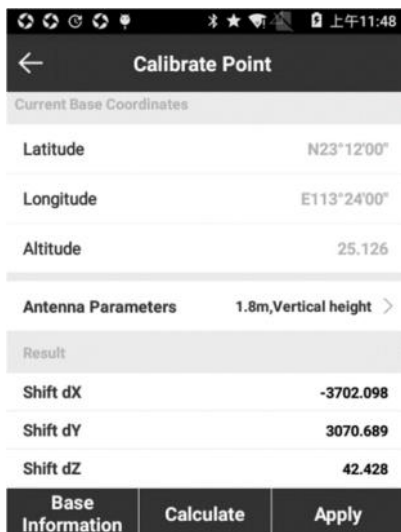 上午11:48
Calibrate Point
Current Base Coordinates
Latitude N23°12'00"
Longitude E113°24'00"
Altitude 25.126
Antenna Parameters 1.8m,Vertical height >
Result
Shift dX -3702.098
Shift dY 3070.689
Shift dZ 42.428
Base Information
Calculate
Apply